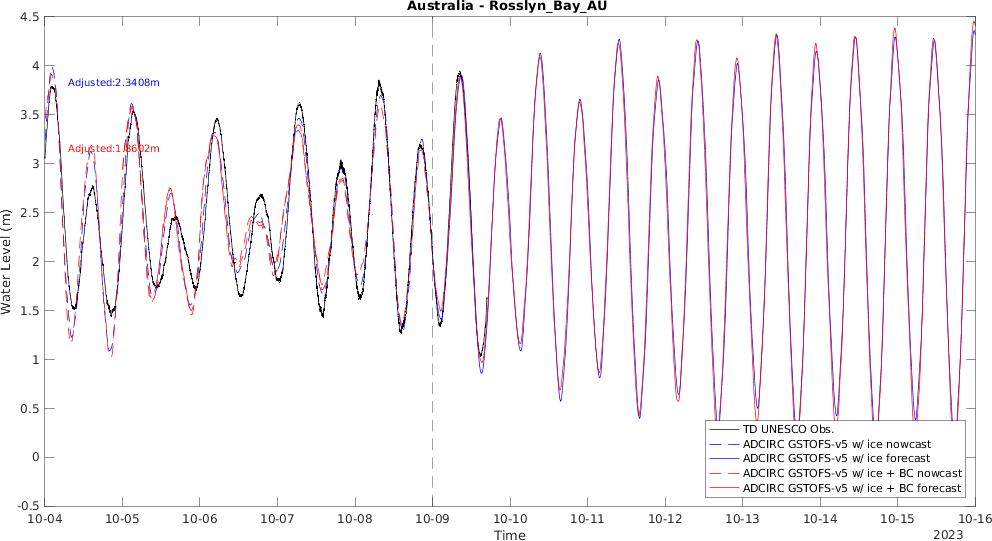 Australia - Rosslyn_Bay_AU
4.5
4
3.5
3
2.5
2
1.5
1
0.5
0
-0.5
Water Level (m)
Adjusted:2.3408m
Adjusted:1.8602m
TD UNESCO Obs.
ADCIRC GSTOFS-v5 w/ ice nowcast
ADCIRC GSTOFS-v5 w/ ice forecast
ADCIRC GSTOFS-v5 w/ ice + BC nowcast
ADCIRC GSTOFS-v5 w/ ice + BC forecast
10-04 10-05 10-06 10-07 10-08 10-09 10-10 10-11 10-12 10-13 10-14 10-15 10-16
Time
2023